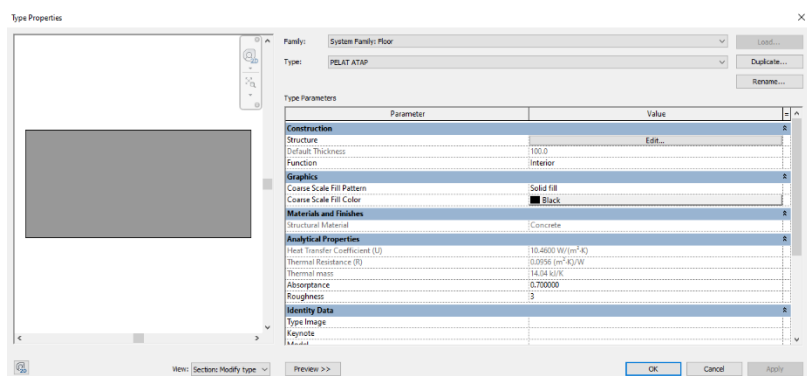 Type Properties
Family: System Family: Floor Load...
Type: PELAT ATAP Duplicate...
Rename...
Type Parameters
Parameter Value =
Construction
Structure Edit...
Default Thickness 100.0
Function Interior
Graphics
Coarse Scale Fill Pattern Solid fill
Coarse Scale Fill Color Black
Materials and Finishes
Structural Material Concrete
Analytical Properties
Heat Transfer Coefficient (U) 10.4600 W/(m²·K)
Thermal Resistance (R) 0.0956 (m²·K)/W
Thermal mass 14.04 kJ/K
Absorptance 0.700000
Roughness 3
Identity Data
Type Image
Keynote
Model
View: Section: Modify type Preview >> OK Cancel Apply